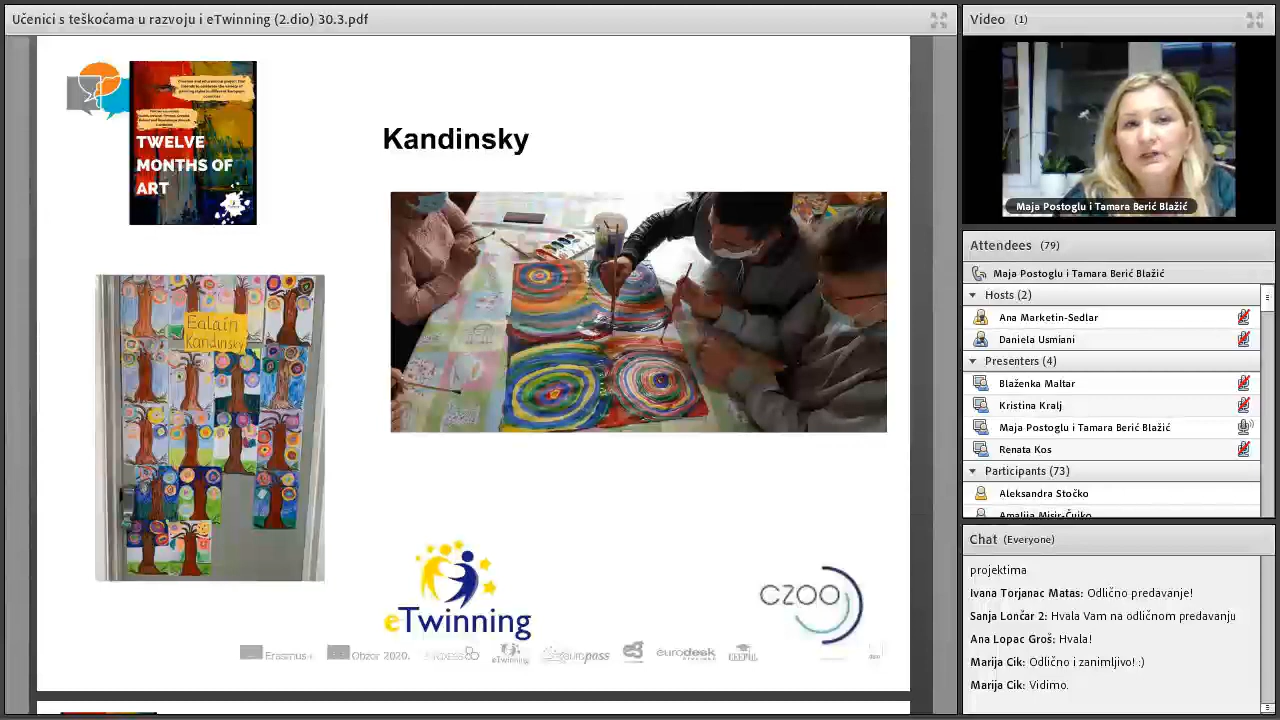 Učenici s teškoćama u razvoju i eTwinning (2.dio) 30.3.pdf
TWELVE
MONTHS OF
ART
Kandinsky
Ealaín
Kandinsky
eTwinning
CZOO
Erasmus+
Obzor 2020.
eTwinning
europass
eurodesk
Video (1)
Maja Postoglu i Tamara Berić Blažić
Attendees (79)
Maja Postoglu i Tamara Berić Blažić
Hosts (2)
Ana Marketin-Sedlar
Daniela Usmiani
Presenters (4)
Blaženka Maltar
Kristina Kralj
Maja Postoglu i Tamara Berić Blažić
Renata Kos
Participants (73)
Aleksandra Stočko
Amalija Misir-Čujko
Chat (Everyone)
projektima
Ivana Torjanac Matas: Odlično predavanje!
Sanja Lončar 2: Hvala Vam na odličnom predavanju
Ana Lopac Groš: Hvala!
Marija Cik: Odlično i zanimljivo! :)
Marija Cik: Vidimo.